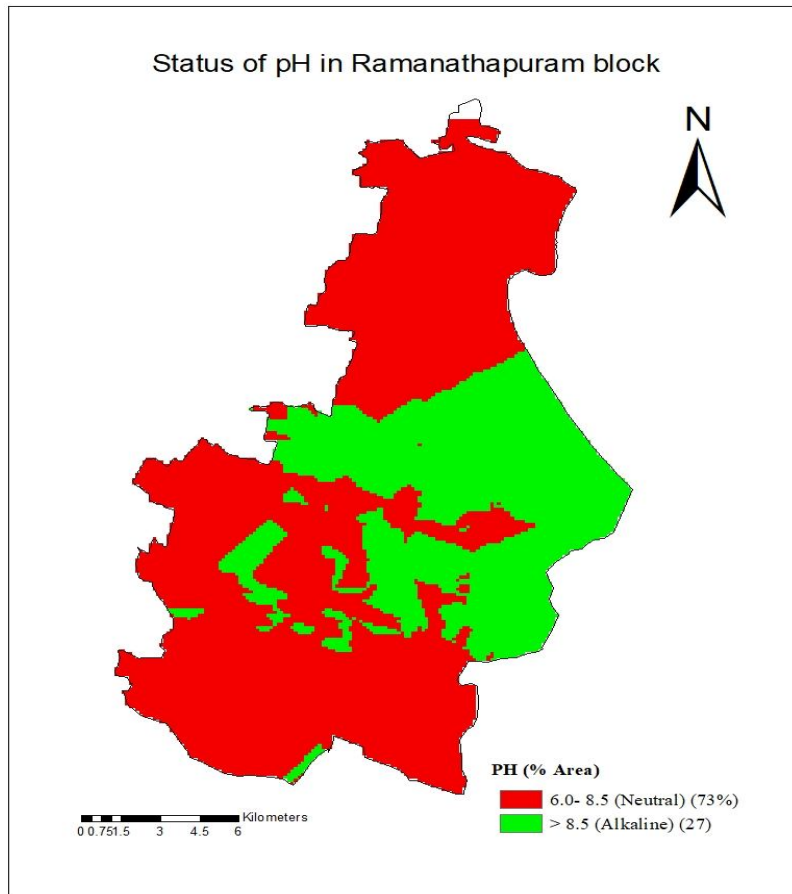 Status of pH in Ramanathapuram block
N
PH (% Area)
6.0- 8.5 (Neutral) (73%)
> 8.5 (Alkaline) (27)
Kilometers
0 0.751.5 3 4.5 6